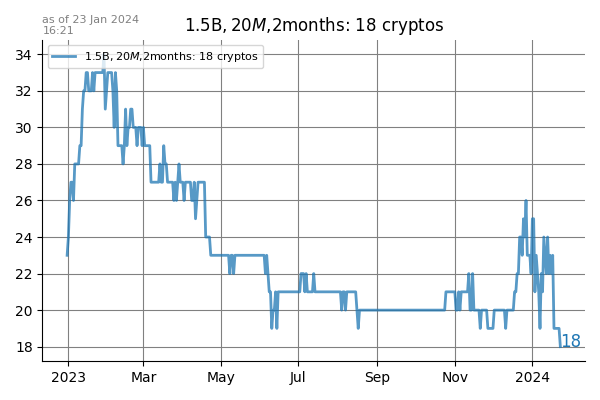 as of 23 Jan 2024
16:21
1.5B, 20M,2months: 18 cryptos
1.5B, 20M,2months: 18 cryptos
34
32
30
28
26
24
22
20
18
18
2023 Mar May Jul Sep Nov 2024